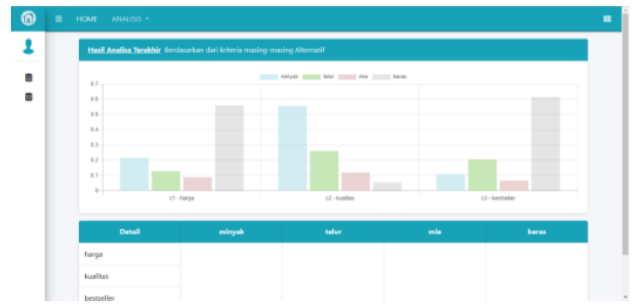 HOME ANALISIS
Hasil Analisa Terakhir Berdasarkan dari kriteria masing-masing Alternatif
minyak telur mie beras
0.7
0.6
0.5
0.4
0.3
0.2
0.1
0
c1 - harga c2 - kualitas c3 - bestseller
Detail minyak telur mie beras
harga
kualitas
bestseller